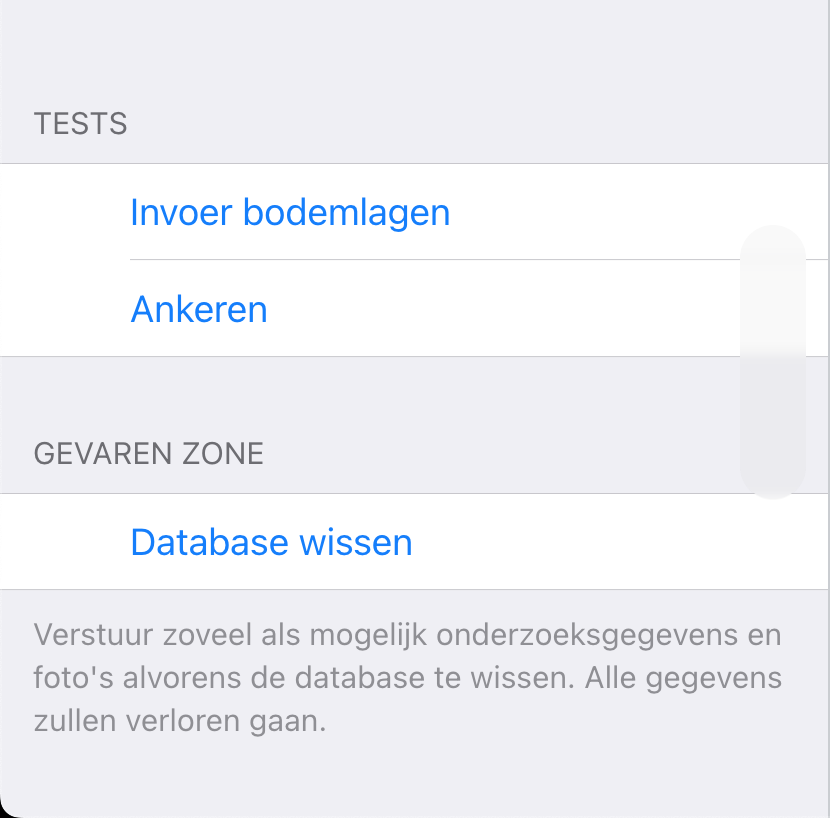 TESTS
Invoer bodemlagen
Ankeren
GEVAREN ZONE
Database wissen
Verstuur zoveel als mogelijk onderzoeksgegevens en
foto's alvorens de database te wissen. Alle gegevens
zullen verloren gaan.